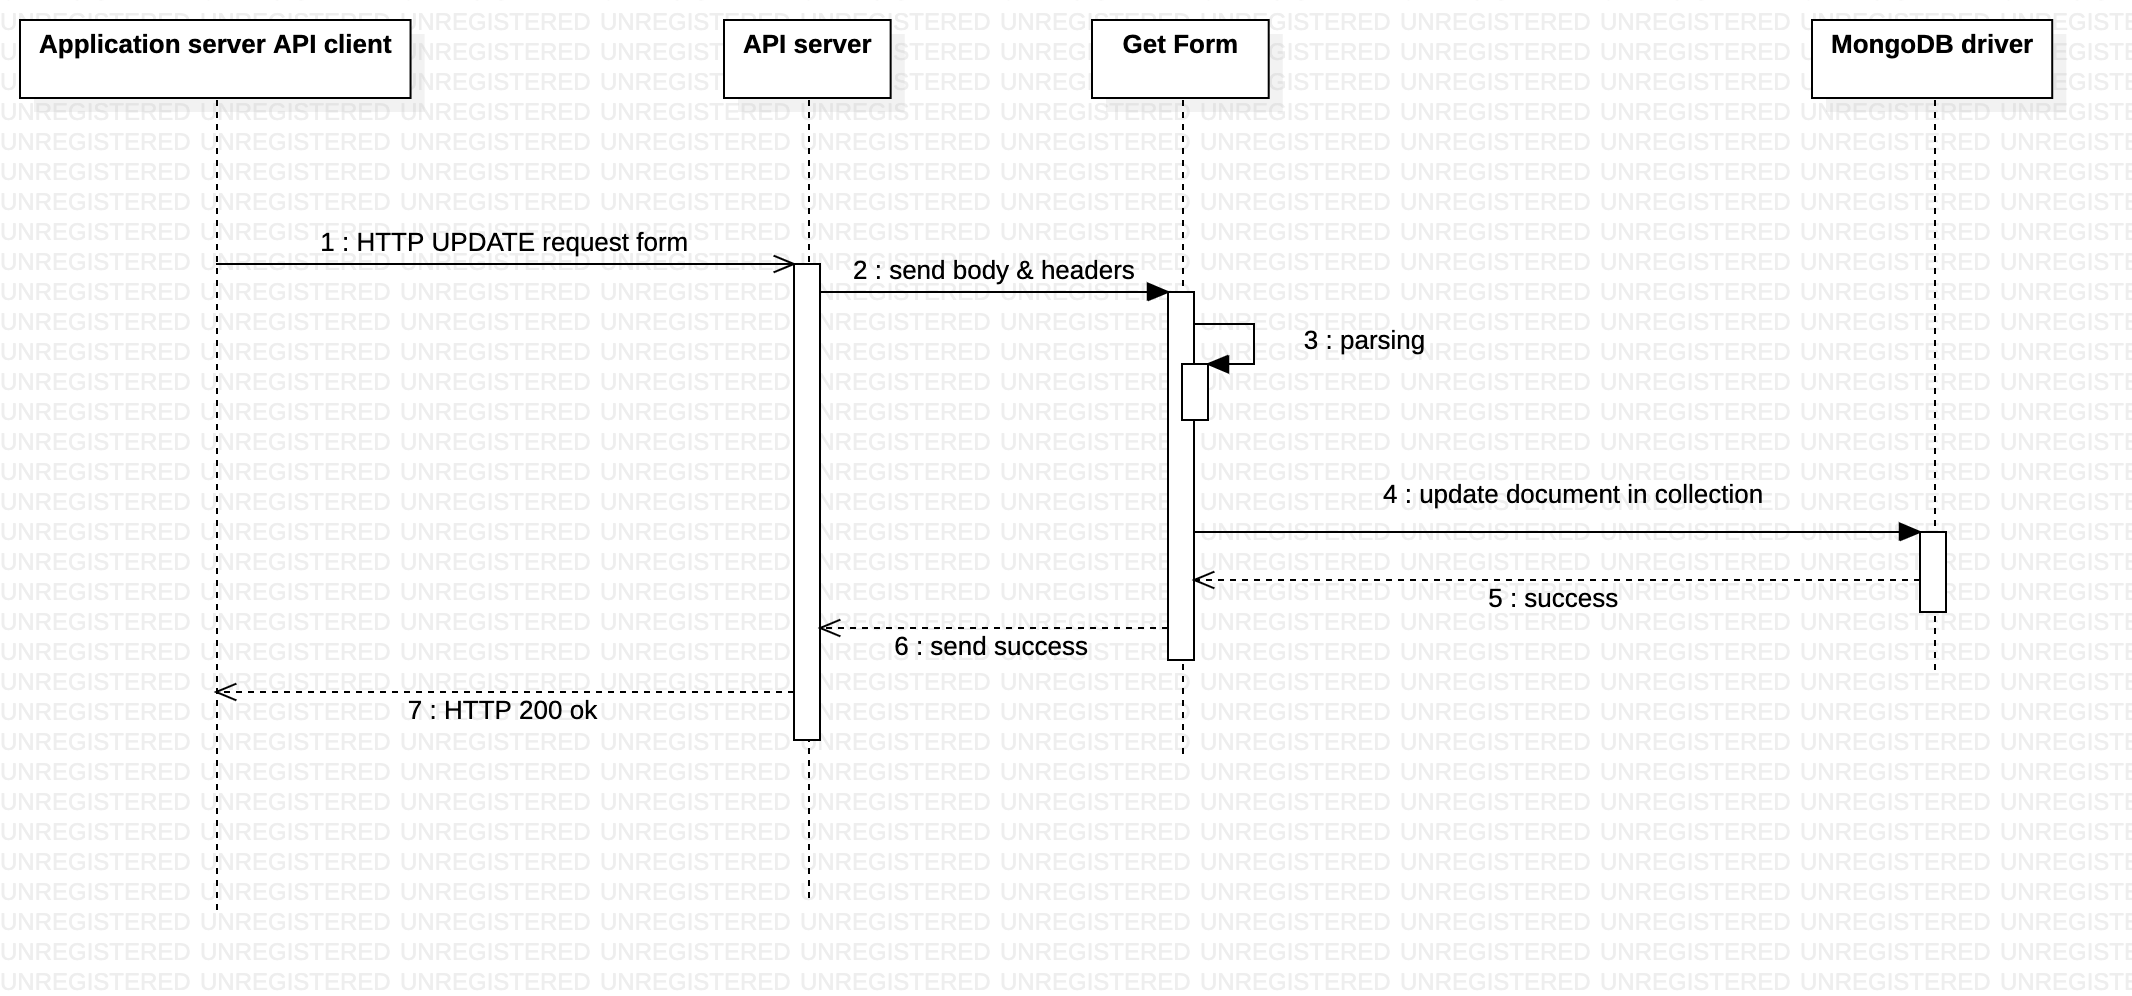 Application server API client
API server
Get Form
MongoDB driver
1 : HTTP UPDATE request form
2 : send body & headers
3 : parsing
4 : update document in collection
5 : success
6 : send success
7 : HTTP 200 ok
UNREGISTERED